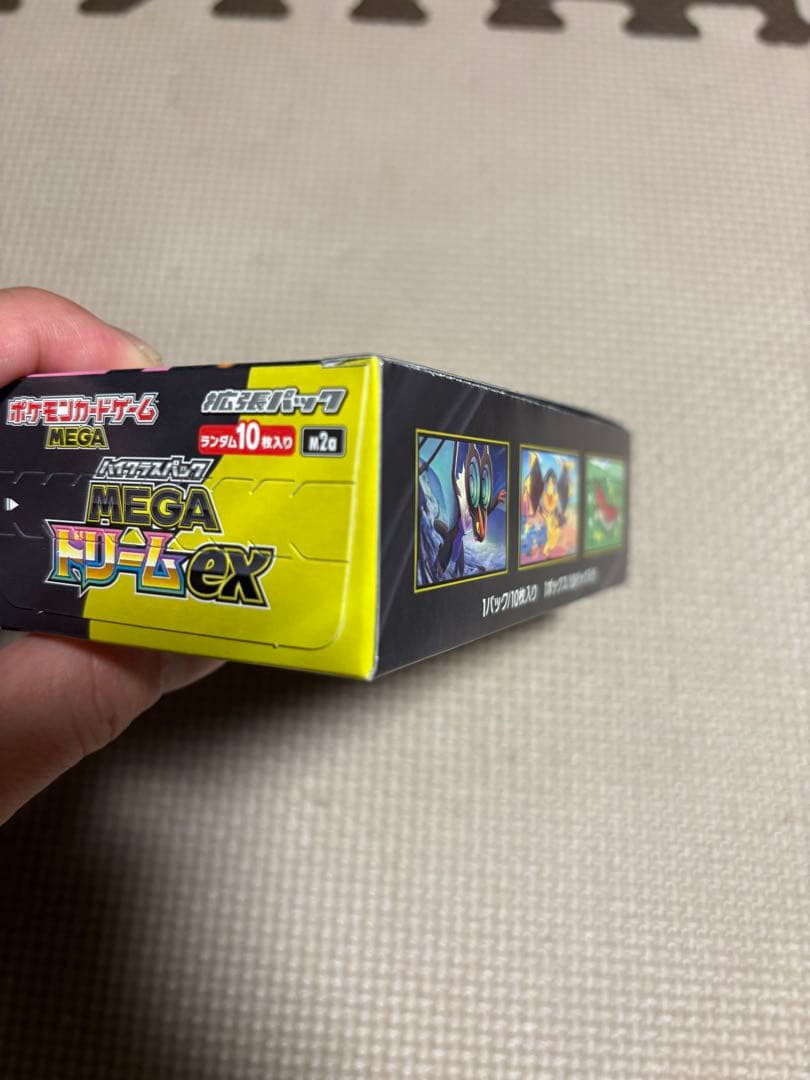 ポケモンカードゲーム
MEGA
拡張パック
ランダム10枚入り
M2a
ハイクラスパック
MEGA
ドリームex
1パック/10枚入り